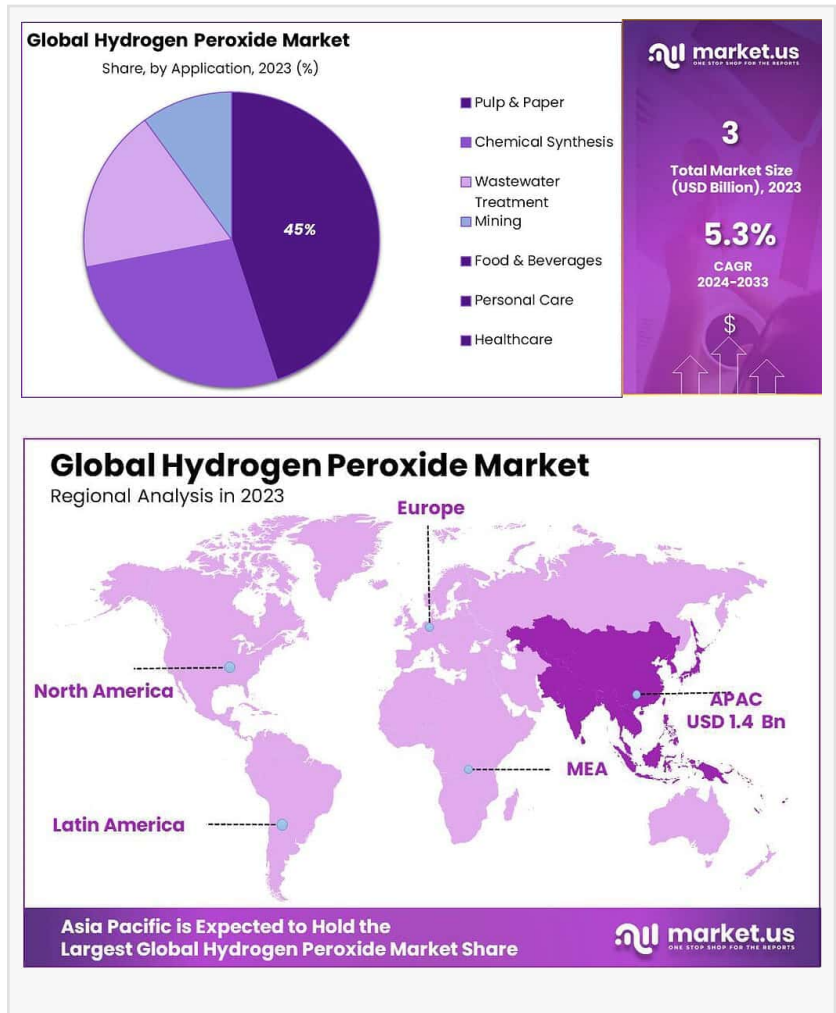 Global Hydrogen Peroxide Market
Share, by Application, 2023 (%)
45%
Pulp & Paper
Chemical Synthesis
Wastewater
Treatment
Mining
Food & Beverages
Personal Care
Healthcare
market.us
ONE STOP SHOP FOR THE REPORTS
3
Total Market Size
(USD Billion), 2023
5.3%
CAGR
2024-2033
$
Global Hydrogen Peroxide Market
Regional Analysis in 2023
Europe
North America
APAC
USD 1.4 Bn
MEA
Latin America
Asia Pacific is Expected to Hold the
Largest Global Hydrogen Peroxide Market Share
market.us
ONE STOP SHOP FOR THE REPORTS